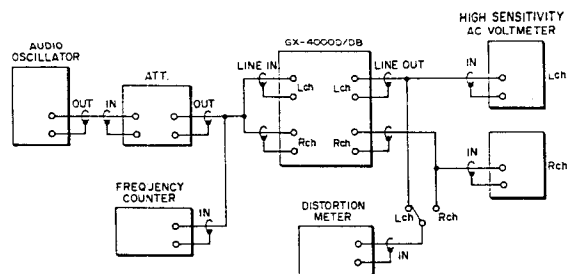 AUDIO
OSCILLATOR
OUT
IN
ATT.
OUT
GX-4000D/DB
LINE IN
Lch
Rch
LINE OUT
Lch
Rch
HIGH SENSITIVITY
AC VOLTMETER
IN
Lch
IN
Rch
FREQUENCY
COUNTER
IN
DISTORTION
METER
Lch
Rch
IN